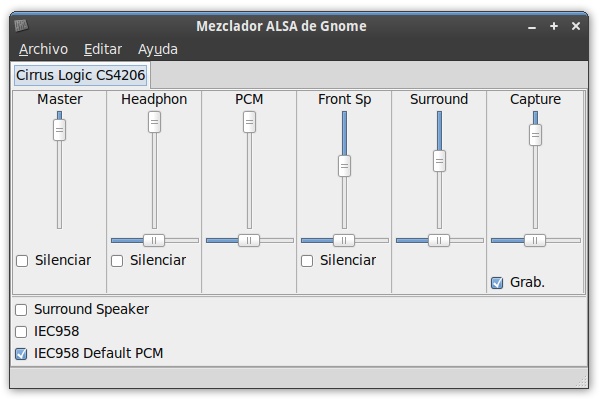 Mezclador ALSA de Gnome
Archivo Editar Ayuda
Cirrus Logic CS4206
Master Headphon PCM Front Sp Surround Capture
Silenciar Silenciar Silenciar
Grab.
Surround Speaker
IEC958
IEC958 Default PCM